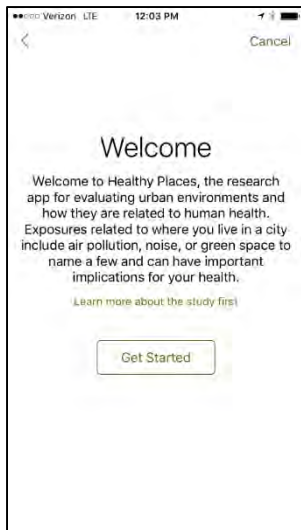 Verizon LTE 12:03 PM
Cancel
Welcome
Welcome to Healthy Places, the research
app for evaluating urban environments and
how they are related to human health.
Exposures related to where you live in a city
include air pollution, noise, or green space to
name a few and can have important
implications for your health.
Learn more about the study first
Get Started